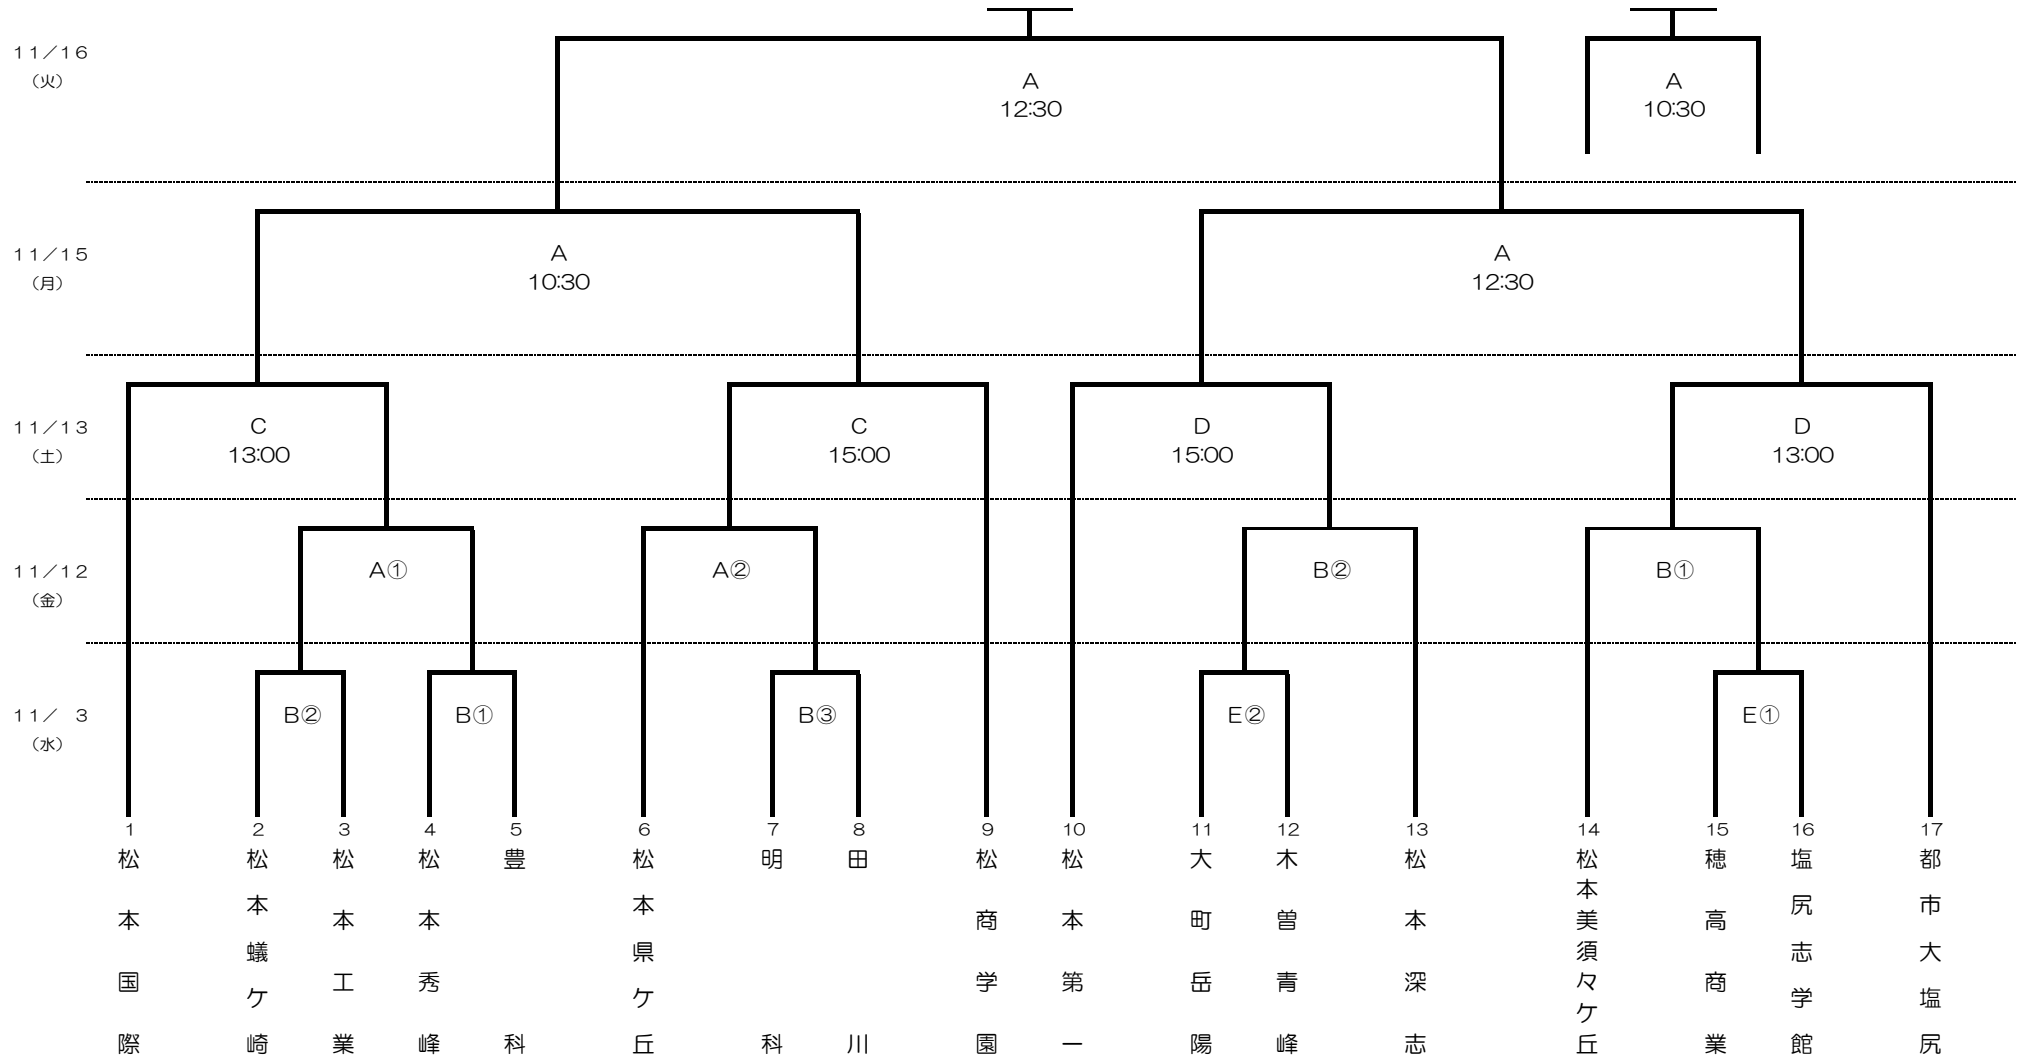 １１／１６
（火）
A
12:30
A
10:30
１１／１５
（月）
A
10:30
A
12:30
１１／１３
（土）
C
13:00
C
15:00
D
15:00
D
13:00
１１／１２
（金）
A①
A②
B②
B①
１１／　３
（水）
B②
B①
B③
E②
E①
1
2
3
4
5
6
7
8
9
10
11
12
13
14
15
16
17
松本国際
松本蟻ケ崎
松本工業
松本秀峰
豊科
松本県ケ丘
明科
田川
松商学園
松本第一
大町岳陽
木曽青峰
松本深志
松本美須々ケ丘
穂高商業
塩尻志学館
都市大塩尻